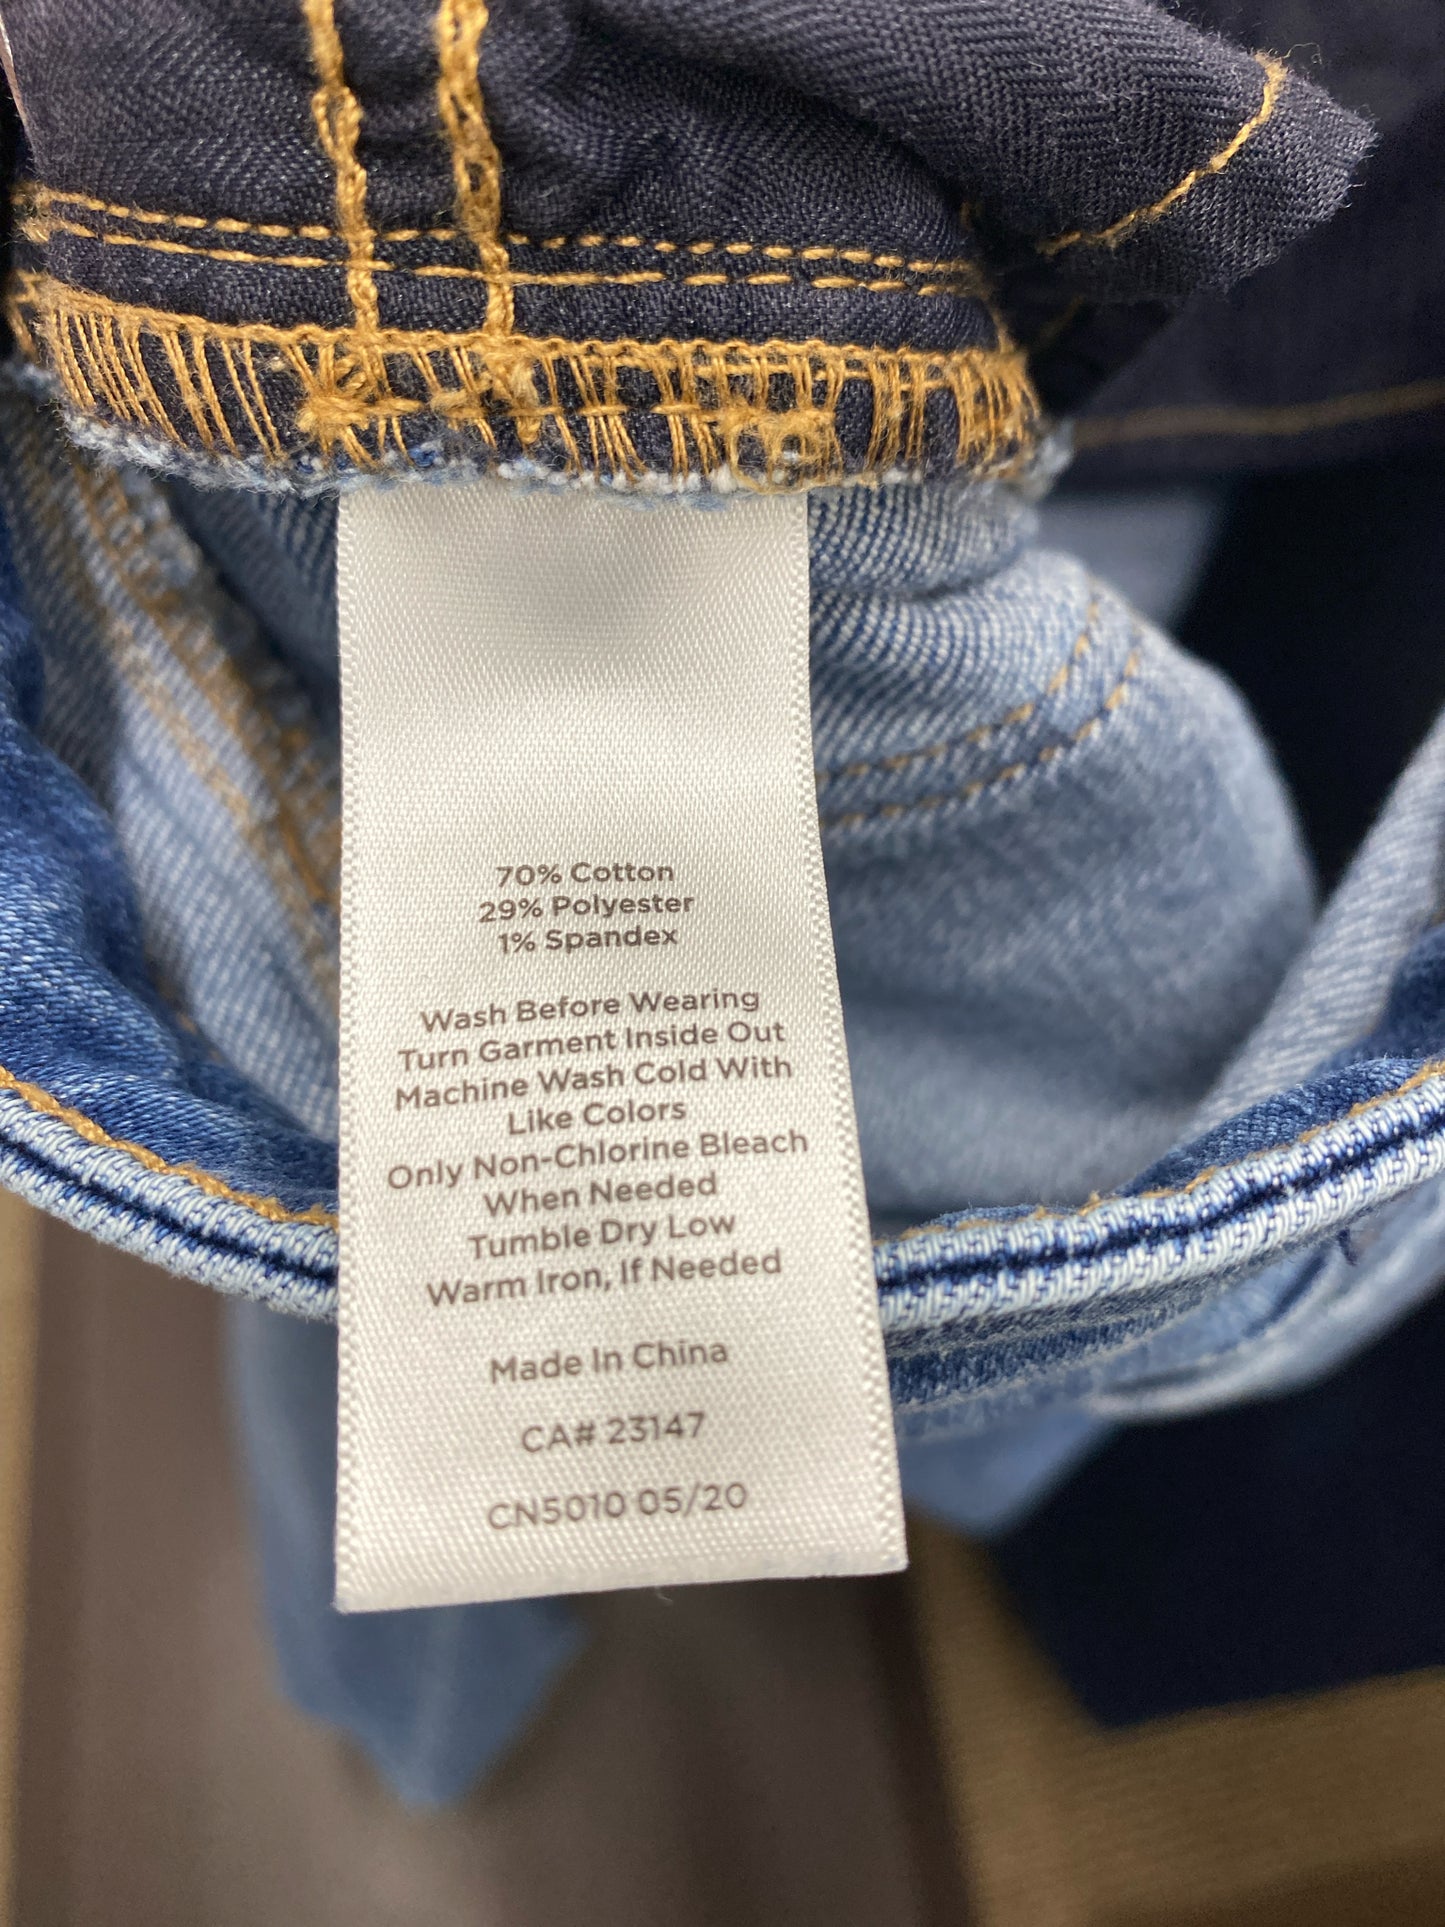 70% Cotton
29% Polyester
1% Spandex
Wash Before Wearing
Turn Garment Inside Out
Machine Wash Cold With
Like Colors
Only Non-Chlorine Bleach
When Needed
Tumble Dry Low
Warm Iron, If Needed
Made In China
CA# 23147
CN5010 05/20